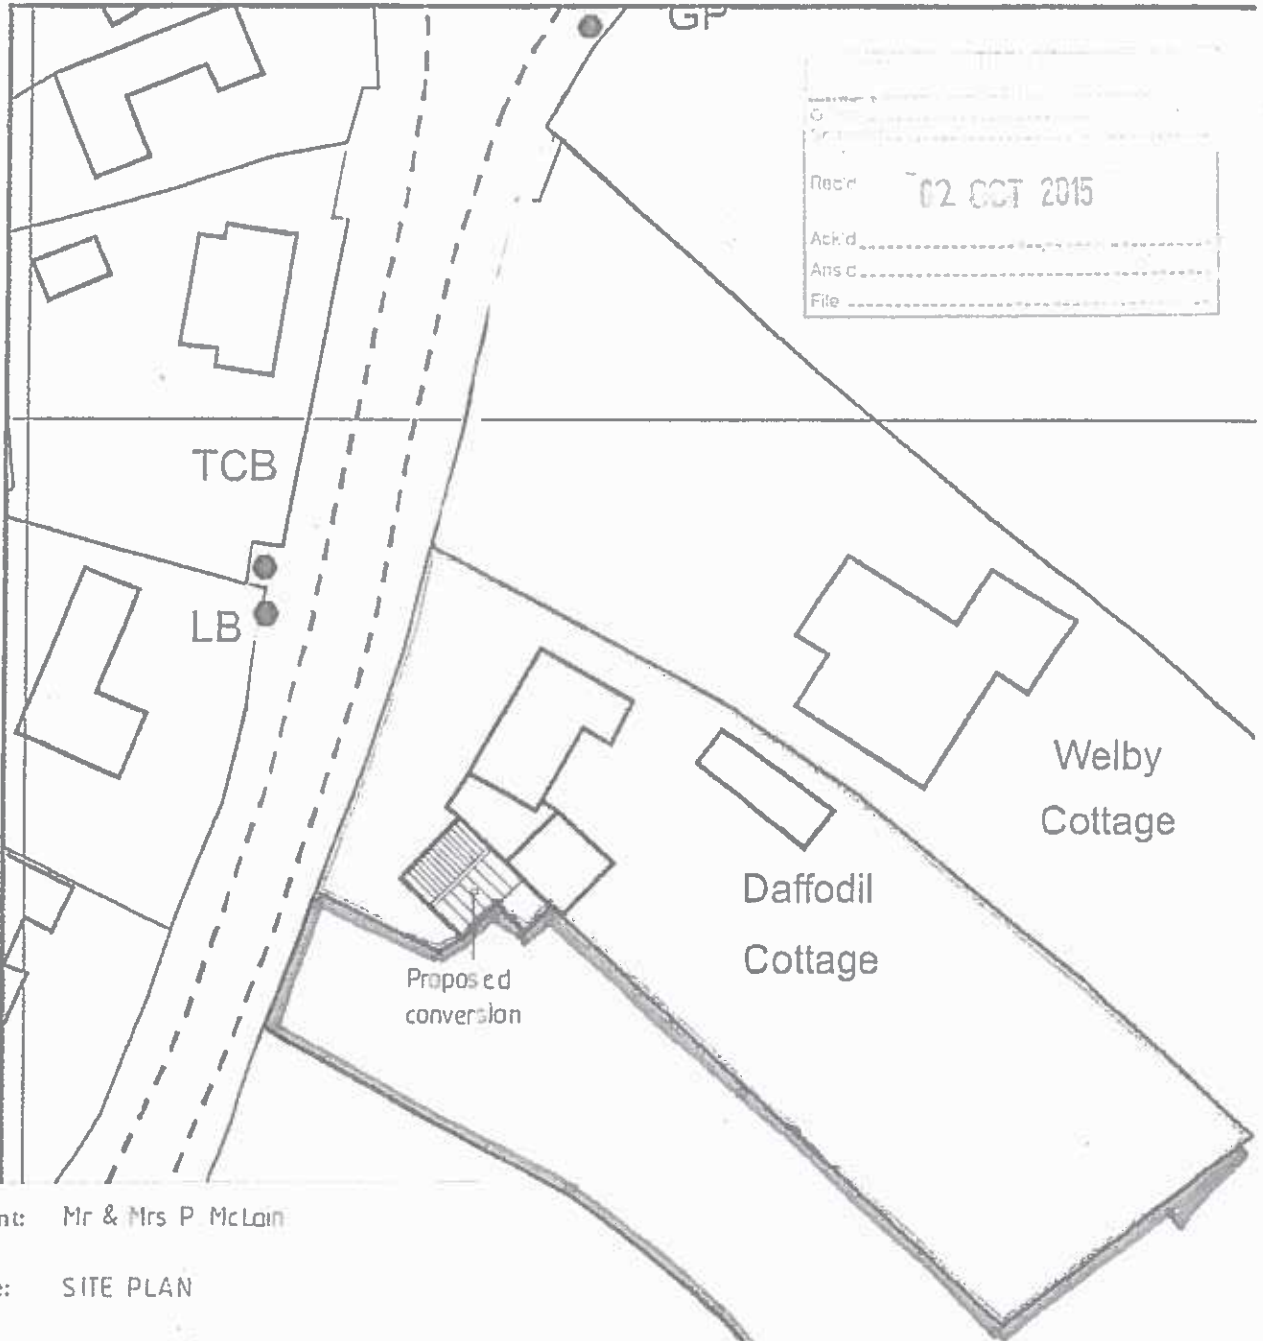 GP
Rec'd 02 OCT 2015
Ack'd
Ans'd
File
TCB
LB
Welby
Cottage
Daffodil
Cottage
Proposed
conversion
nt: Mr & Mrs P McLain
e: SITE PLAN